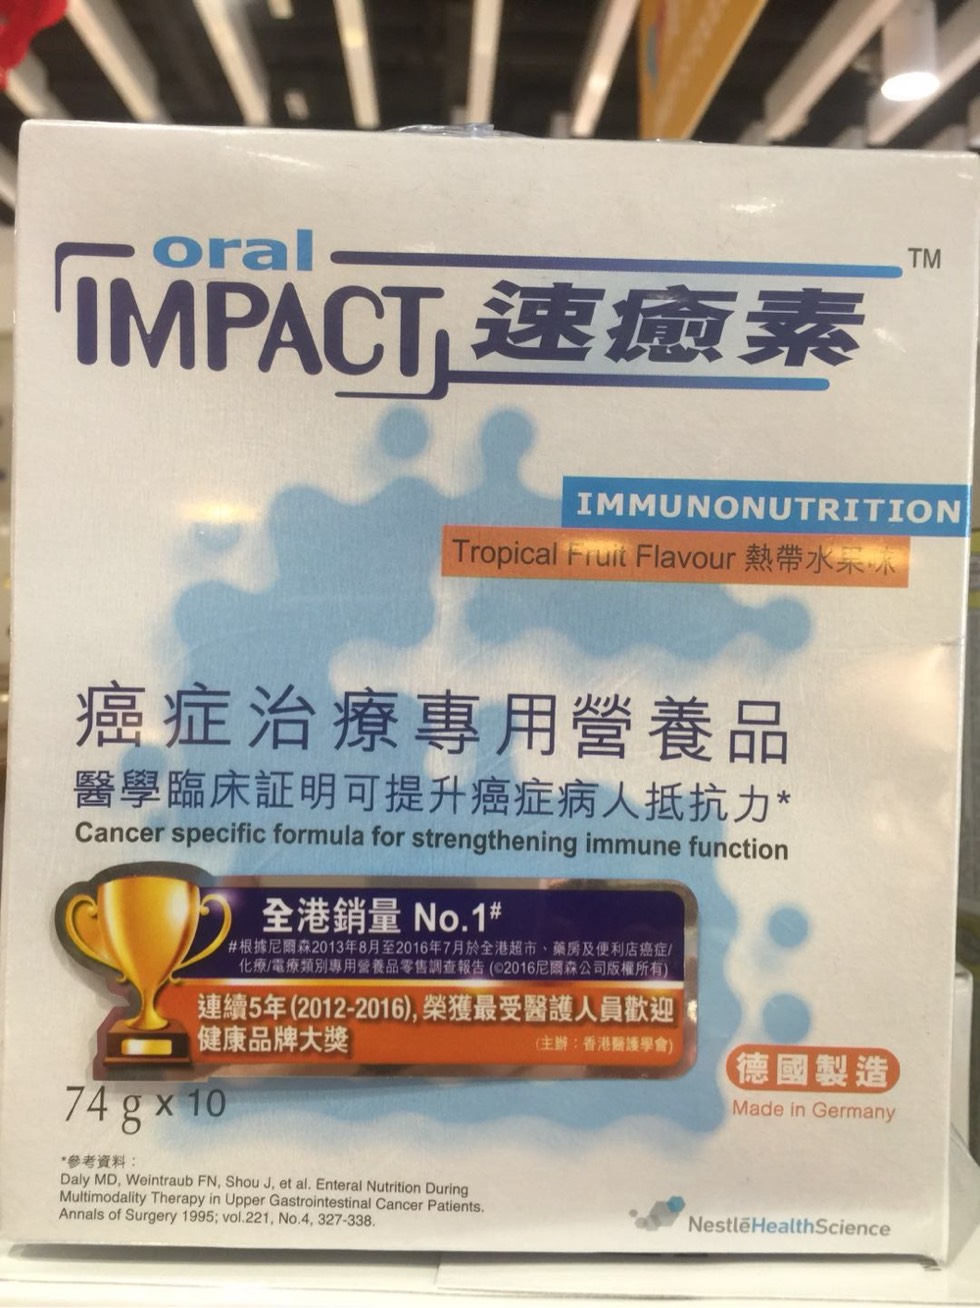 oral
IMPACT 速癒素 TM
IMMUNONUTRITION
Tropical Fruit Flavour 熱帶水果味
癌症治療專用營養品
醫學臨床証明可提升癌症病人抵抗力*
Cancer specific formula for strengthening immune function
全港銷量 No.1#
#根據尼爾森2013年8月至2016年7月於全港超市、藥房及便利店癌症/
化療/電療類別專用營養品零售調查報告 (©2016尼爾森公司版權所有)
連續5年(2012-2016),榮獲最受醫護人員歡迎
健康品牌大獎
(主辦：香港醫護學會)
74 g x 10
德國製造
Made in Germany
*參考資料：
Daly MD, Weintraub FN, Shou J, et al. Enteral Nutrition During
Multimodality Therapy in Upper Gastrointestinal Cancer Patients.
Annals of Surgery 1995; vol.221, No.4, 327-338.
NestléHealthScience